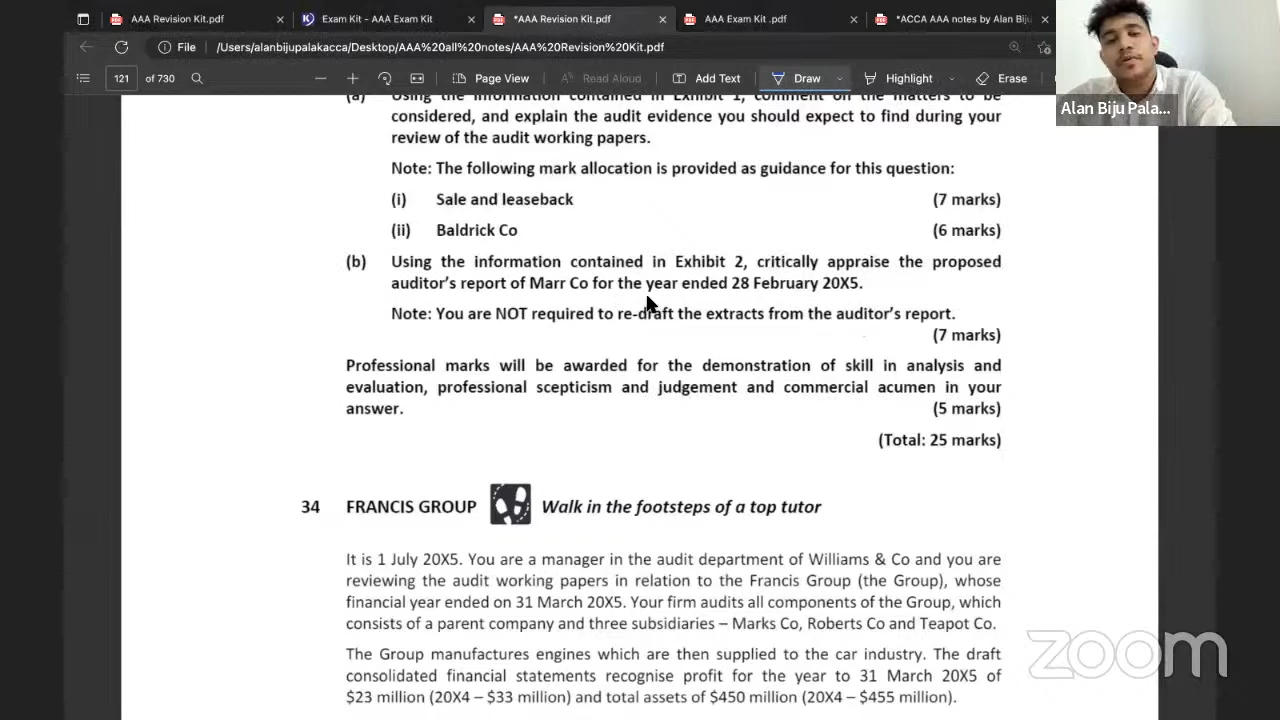 AAA Revision Kit.pdf
Exam Kit – AAA Exam Kit
*AAA Revision Kit.pdf
AAA Exam Kit .pdf
*ACCA AAA notes by Alan Biju
File /Users/alanbijupalakacca/Desktop/AAA%20all%20notes/AAA%20Revision%20Kit.pdf
121 of 730 Page View Read Aloud Add Text Draw Highlight Erase
Alan Biju Pala...
(a) Using the information contained in Exhibit 1, comment on the matters to be
considered, and explain the audit evidence you should expect to find during your
review of the audit working papers.
Note: The following mark allocation is provided as guidance for this question:
(i) Sale and leaseback (7 marks)
(ii) Baldrick Co (6 marks)
(b) Using the information contained in Exhibit 2, critically appraise the proposed
auditor's report of Marr Co for the year ended 28 February 20X5.
Note: You are NOT required to re-draft the extracts from the auditor's report.
(7 marks)
Professional marks will be awarded for the demonstration of skill in analysis and
evaluation, professional scepticism and judgement and commercial acumen in your
answer. (5 marks)
(Total: 25 marks)
34 FRANCIS GROUP Walk in the footsteps of a top tutor
It is 1 July 20X5. You are a manager in the audit department of Williams & Co and you are
reviewing the audit working papers in relation to the Francis Group (the Group), whose
financial year ended on 31 March 20X5. Your firm audits all components of the Group, which
consists of a parent company and three subsidiaries – Marks Co, Roberts Co and Teapot Co.
The Group manufactures engines which are then supplied to the car industry. The draft
consolidated financial statements recognise profit for the year to 31 March 20X5 of
$23 million (20X4 – $33 million) and total assets of $450 million (20X4 – $455 million).
zoom